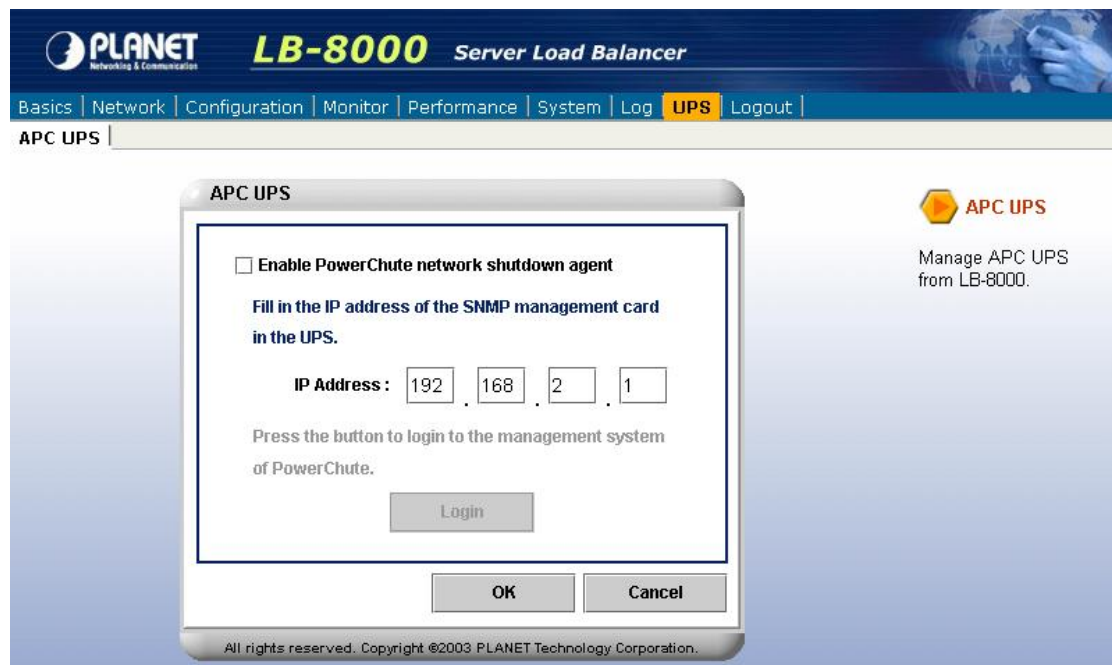 PLANET
Networking & Communication
LB-8000 Server Load Balancer
Basics | Network | Configuration | Monitor | Performance | System | Log | UPS | Logout |
APC UPS |
APC UPS
Enable PowerChute network shutdown agent
Fill in the IP address of the SNMP management card
in the UPS.
IP Address : 192 . 168 . 2 . 1
Press the button to login to the management system
of PowerChute.
Login
OK Cancel
All rights reserved. Copyright ©2003 PLANET Technology Corporation.
APC UPS
Manage APC UPS
from LB-8000.